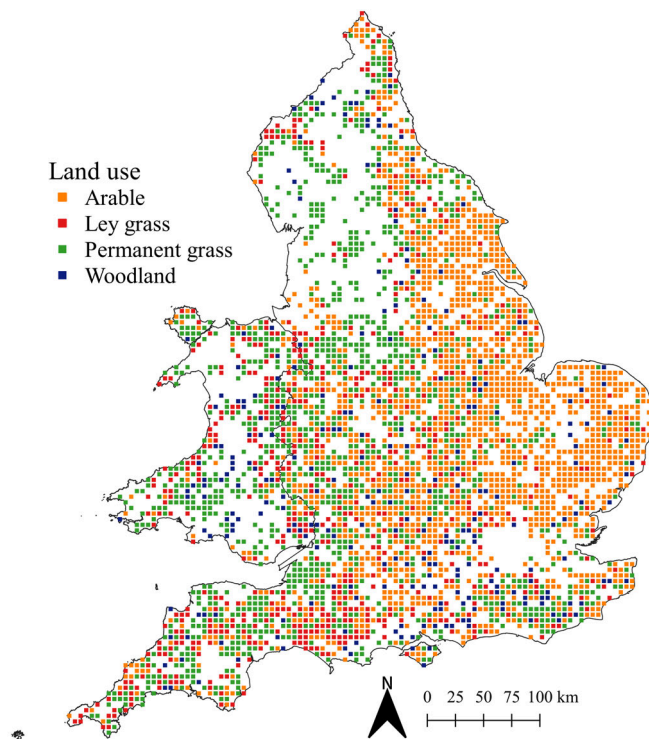 Land use
Arable
Ley grass
Permanent grass
Woodland
N
0 25 50 75 100 km